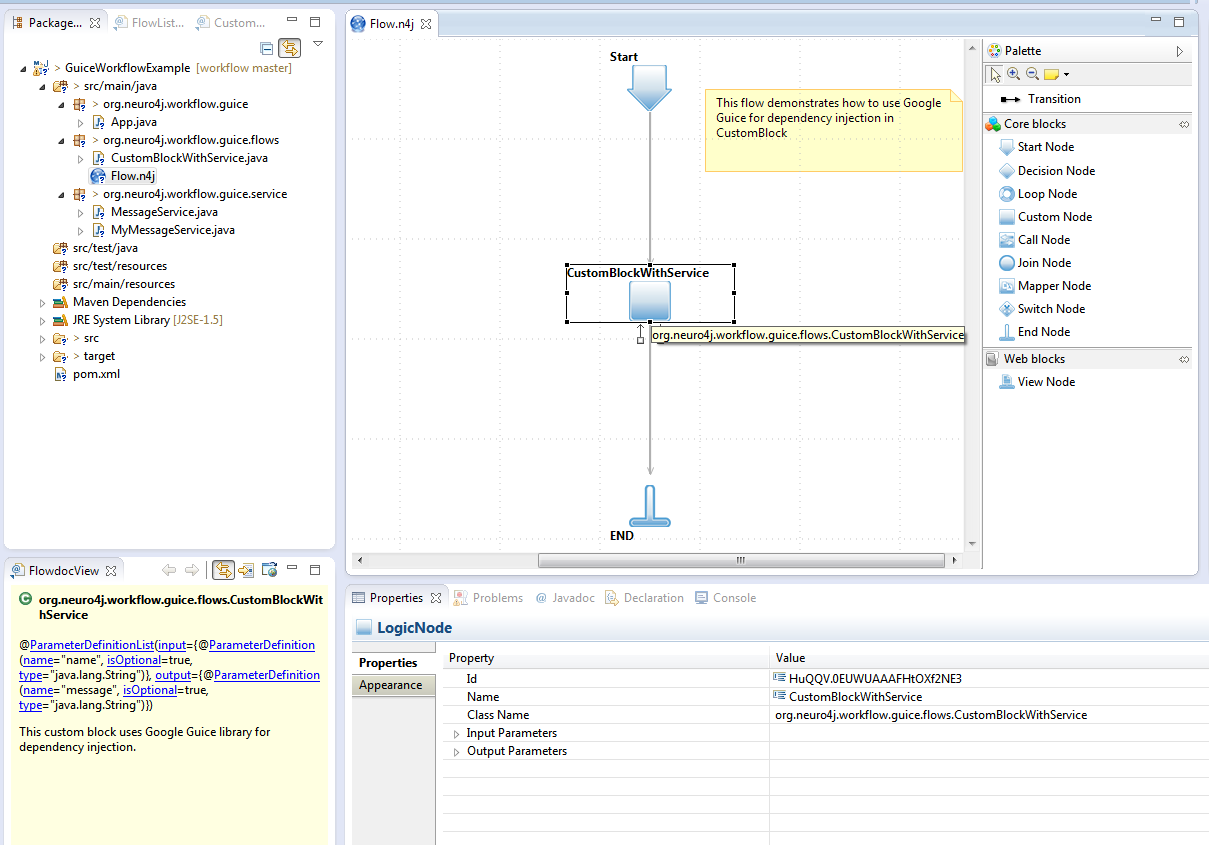 Package...
FlowList...
Custom...
> GuiceWorkflowExample [workflow master]
> src/main/java
> org.neuro4j.workflow.guice
App.java
> org.neuro4j.workflow.guice.flows
CustomBlockWithService.java
Flow.n4j
> org.neuro4j.workflow.guice.service
MessageService.java
MyMessageService.java
src/test/java
src/test/resources
src/main/resources
Maven Dependencies
JRE System Library [J2SE-1.5]
> src
> target
pom.xml
Flow.n4j
Start
This flow demonstrates how to use Google
Guice for dependency injection in
CustomBlock
CustomBlockWithService
org.neuro4j.workflow.guice.flows.CustomBlockWithService
END
Palette
Transition
Core blocks
Start Node
Decision Node
Loop Node
Custom Node
Call Node
Join Node
Mapper Node
Switch Node
End Node
Web blocks
View Node
FlowdocView
org.neuro4j.workflow.guice.flows.CustomBlockWit
hService
@ParameterDefinitionList(input={@ParameterDefinition
(name="name", isOptional=true,
type="java.lang.String")}, output={@ParameterDefinition
(name="message", isOptional=true,
type="java.lang.String")})
This custom block uses Google Guice library for
dependency injection.
Properties
Problems
@ Javadoc
Declaration
Console
LogicNode
Properties
Appearance
Property Value
Id HuQQV.0EUWUAAAFHtOXf2NE3
Name CustomBlockWithService
Class Name org.neuro4j.workflow.guice.flows.CustomBlockWithService
Input Parameters
Output Parameters